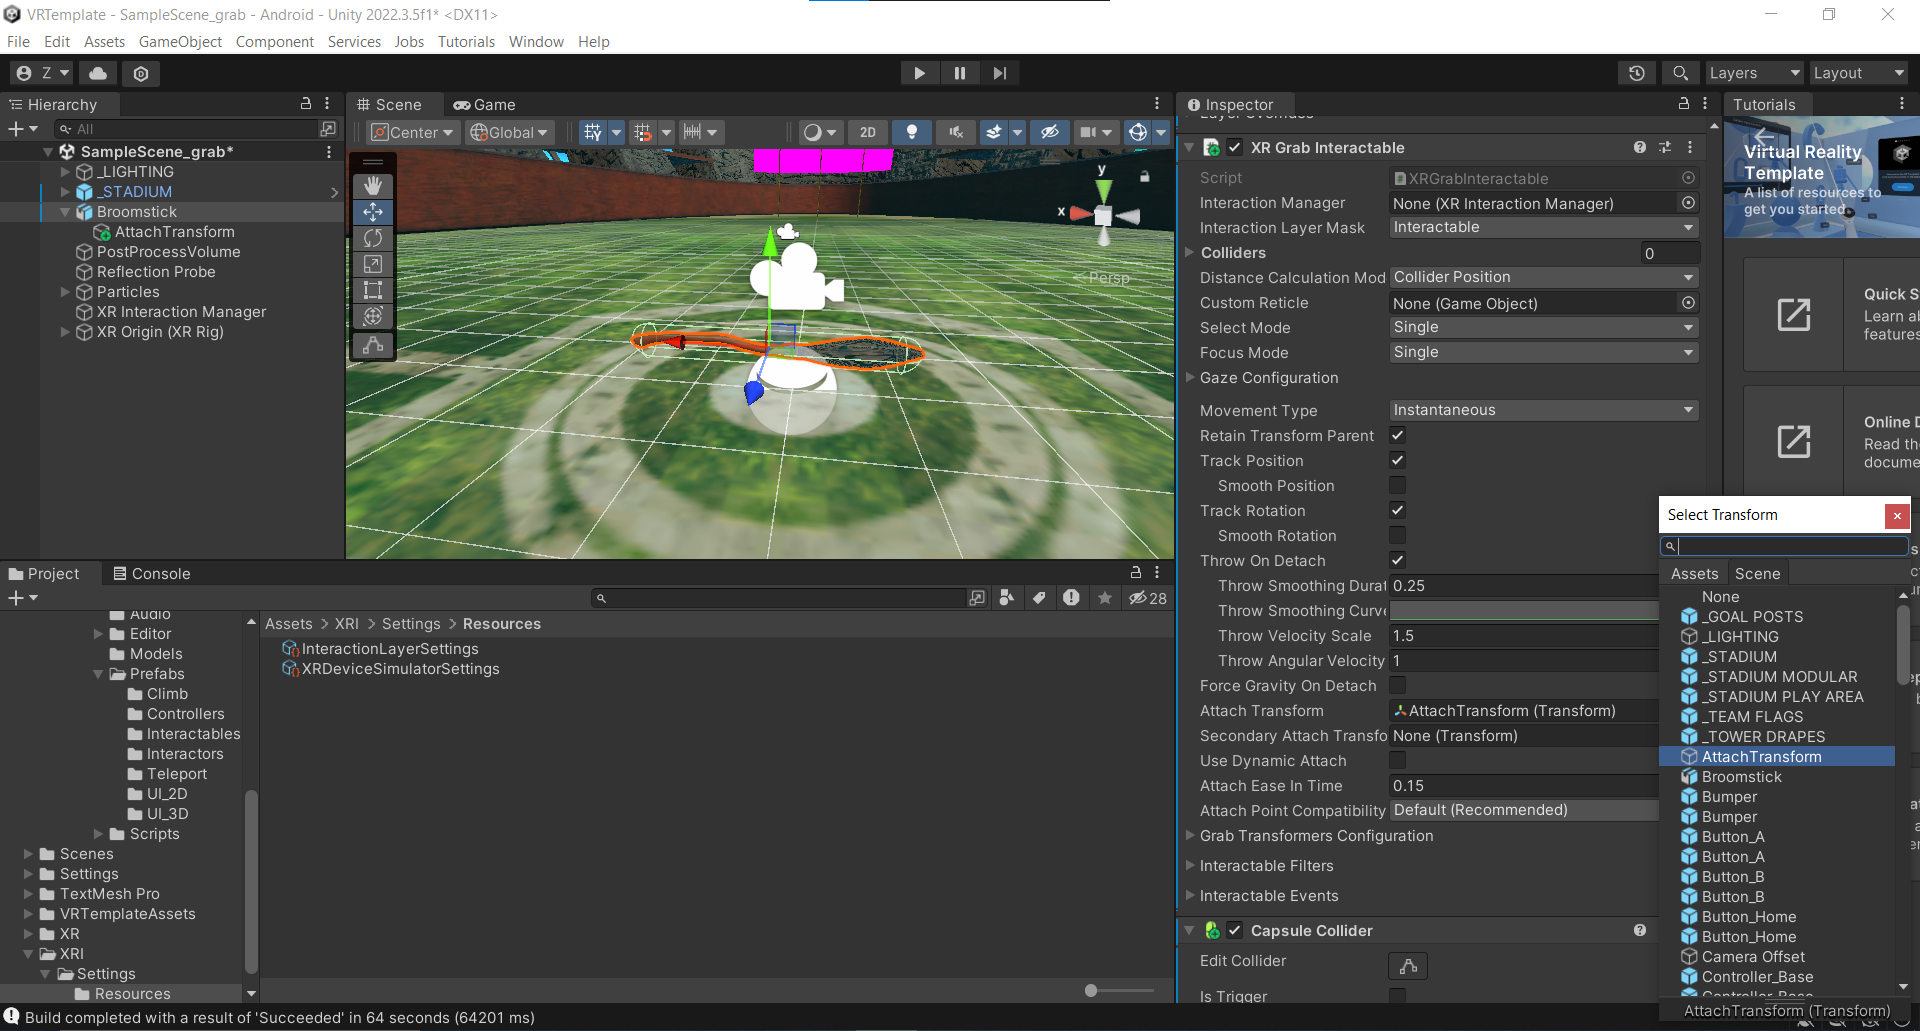 VRTemplate - SampleScene_grab - Android - Unity 2022.3.5f1* <DX11>
File Edit Assets GameObject Component Services Jobs Tutorials Window Help
Z
Layers
Layout
Hierarchy
All
SampleScene_grab*
_LIGHTING
_STADIUM
Broomstick
AttachTransform
PostProcessVolume
Reflection Probe
Particles
XR Interaction Manager
XR Origin (XR Rig)
Scene
Game
Center
Global
2D
y
x
Persp
Inspector
XR Grab Interactable
Script XRGrabInteractable
Interaction Manager None (XR Interaction Manager)
Interaction Layer Mask Interactable
Colliders 0
Distance Calculation Mod Collider Position
Custom Reticle None (Game Object)
Select Mode Single
Focus Mode Single
Gaze Configuration
Movement Type Instantaneous
Retain Transform Parent
Track Position
Smooth Position
Track Rotation
Smooth Rotation
Throw On Detach
Throw Smoothing Durat 0.25
Throw Smoothing Curve
Throw Velocity Scale 1.5
Throw Angular Velocity 1
Force Gravity On Detach
Attach Transform AttachTransform (Transform)
Secondary Attach Transfo None (Transform)
Use Dynamic Attach
Attach Ease In Time 0.15
Attach Point Compatibility Default (Recommended)
Grab Transformers Configuration
Interactable Filters
Interactable Events
Capsule Collider
Edit Collider
Is Trigger
Tutorials
Virtual Reality
Template
A list of resources to
get you started
Quick S
Learn ab
features
Online D
Read the
docume
Select Transform
Assets Scene
None
_GOAL POSTS
_LIGHTING
_STADIUM
_STADIUM MODULAR
_STADIUM PLAY AREA
_TEAM FLAGS
_TOWER DRAPES
AttachTransform
Broomstick
Bumper
Bumper
Button_A
Button_A
Button_B
Button_B
Button_Home
Button_Home
Camera Offset
Controller_Base
Controller_Base
AttachTransform (Transform)
Project
Console
28
Audio
Editor
Models
Prefabs
Climb
Controllers
Interactables
Interactors
Teleport
UI_2D
UI_3D
Scripts
Scenes
Settings
TextMesh Pro
VRTemplateAssets
XR
XRI
Settings
Resources
Assets > XRI > Settings > Resources
InteractionLayerSettings
XRDeviceSimulatorSettings
Build completed with a result of 'Succeeded' in 64 seconds (64201 ms)